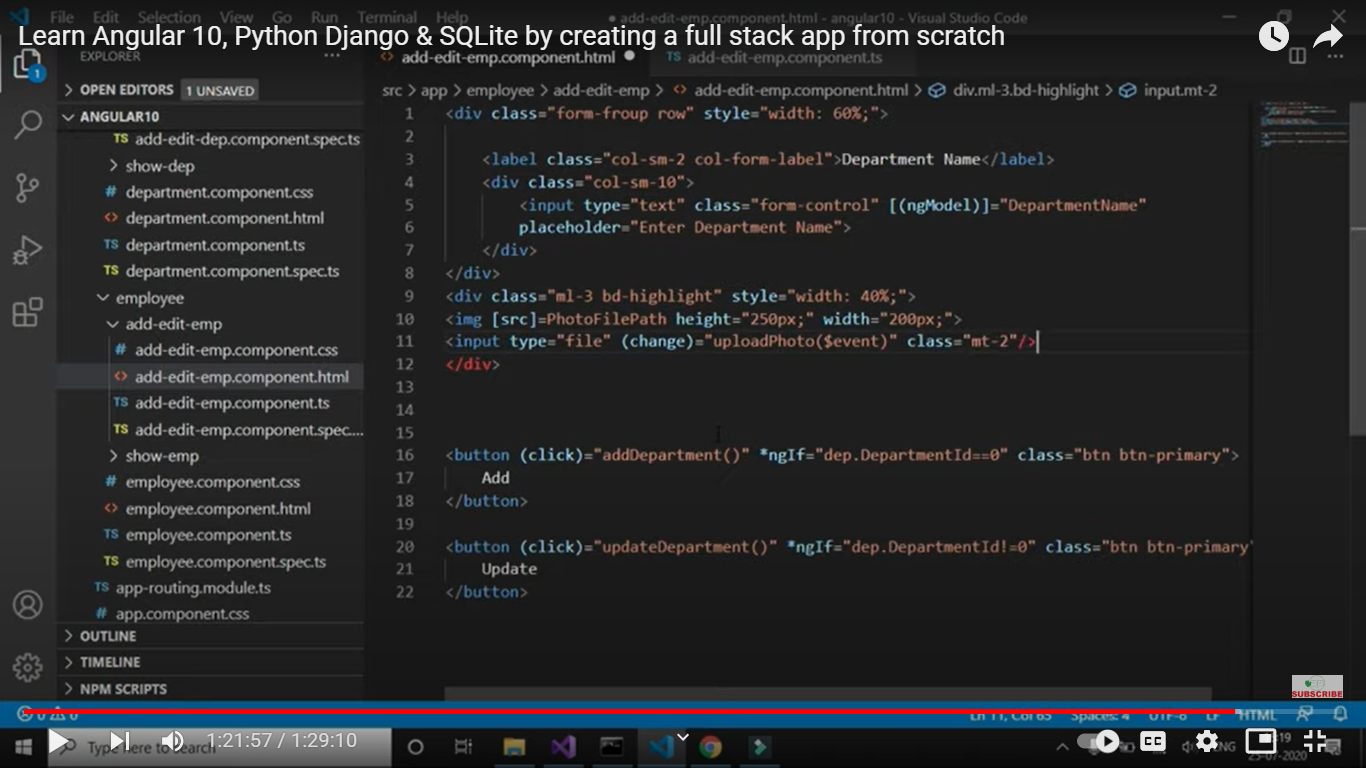 File Edit Selection View Go Run Terminal Help
● add-edit-emp.component.html - angular10 - Visual Studio Code
Learn Angular 10, Python Django & SQLite by creating a full stack app from scratch
EXPLORER ...
1
OPEN EDITORS 1 UNSAVED
ANGULAR10
TS add-edit-dep.component.spec.ts
show-dep
# department.component.css
<> department.component.html
TS department.component.ts
TS department.component.spec.ts
employee
add-edit-emp
# add-edit-emp.component.css
<> add-edit-emp.component.html
TS add-edit-emp.component.ts
TS add-edit-emp.component.spec....
show-emp
# employee.component.css
<> employee.component.html
TS employee.component.ts
TS employee.component.spec.ts
TS app-routing.module.ts
# app.component.css
OUTLINE
TIMELINE
NPM SCRIPTS
<> add-edit-emp.component.html ● TS add-edit-emp.component.ts
src > app > employee > add-edit-emp > <> add-edit-emp.component.html > div.ml-3.bd-highlight > input.mt-2
1 <div class="form-froup row" style="width: 60%;">
2
3 <label class="col-sm-2 col-form-label">Department Name</label>
4 <div class="col-sm-10">
5 <input type="text" class="form-control" [(ngModel)]="DepartmentName"
6 placeholder="Enter Department Name">
7 </div>
8 </div>
9 <div class="ml-3 bd-highlight" style="width: 40%;">
10 <img [src]=PhotoFilePath height="250px;" width="200px;">
11 <input type="file" (change)="uploadPhoto($event)" class="mt-2"/>
12 </div>
13
14
15
16 <button (click)="addDepartment()" *ngIf="dep.DepartmentId==0" class="btn btn-primary">
17 Add
18 </button>
19
20 <button (click)="updateDepartment()" *ngIf="dep.DepartmentId!=0" class="btn btn-primary"
21 Update
22 </button>
SUBSCRIBE
0 0 Ln 11, Col 65 Spaces: 4 UTF-8 LF HTML
Type here to search
1:21:57 / 1:29:10
CC
ENG
25-07-2020